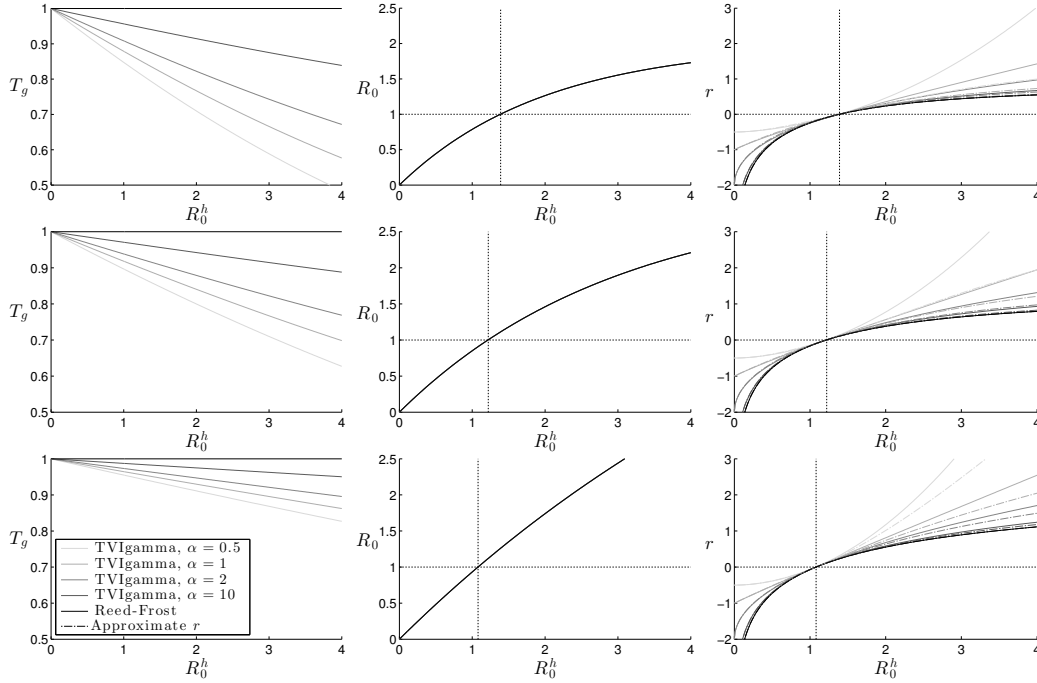 1
0.9
0.8
0.7
0.6
0.5
T_g
0 1 2 3 4
R_0^h
2.5
2
1.5
1
0.5
0
R_0
0 1 2 3 4
R_0^h
3
2
1
0
−1
−2
r
0 1 2 3 4
R_0^h
1
0.9
0.8
0.7
0.6
0.5
T_g
0 1 2 3 4
R_0^h
2.5
2
1.5
1
0.5
0
R_0
0 1 2 3 4
R_0^h
3
2
1
0
−1
−2
r
0 1 2 3 4
R_0^h
1
0.9
0.8
0.7
0.6
0.5
T_g
TVIgamma, α = 0.5
TVIgamma, α = 1
TVIgamma, α = 2
TVIgamma, α = 10
Reed-Frost
Approximate r
0 1 2 3 4
R_0^h
2.5
2
1.5
1
0.5
0
R_0
0 1 2 3 4
R_0^h
3
2
1
0
−1
−2
r
0 1 2 3 4
R_0^h